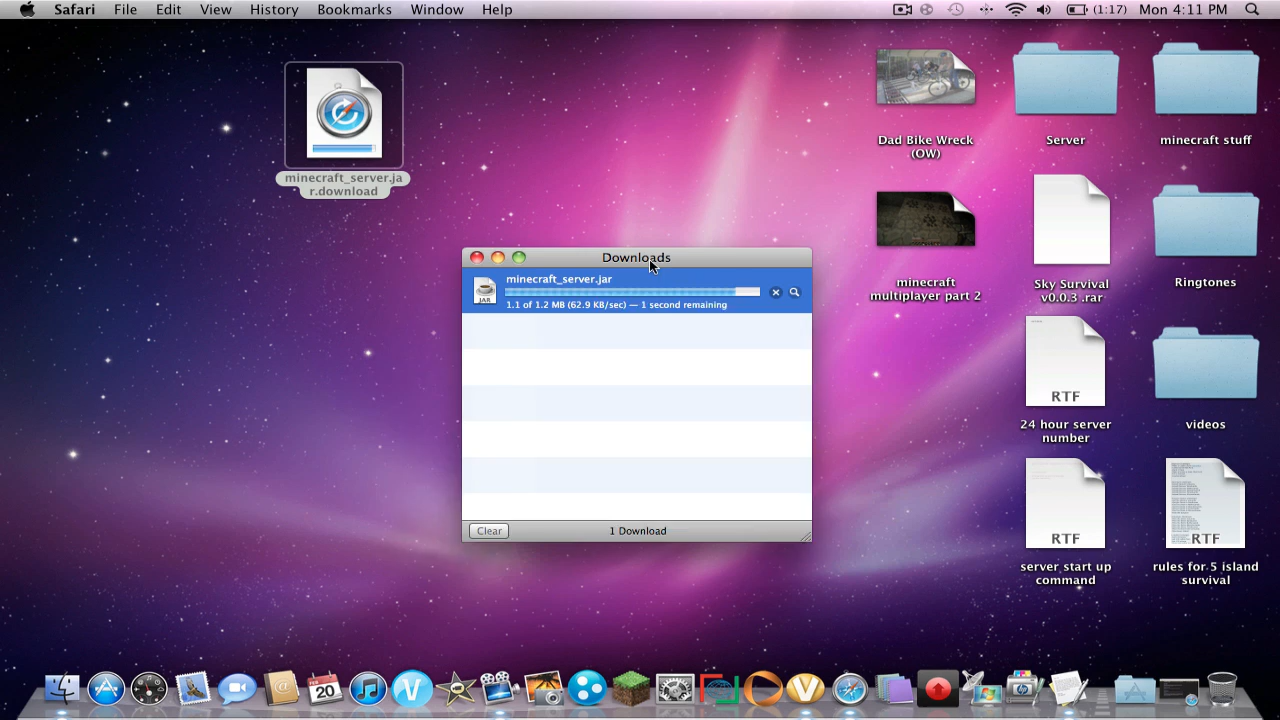 Safari File Edit View History Bookmarks Window Help
(1:17) Mon 4:11 PM
minecraft_server.ja
r.download
Dad Bike Wreck
(OW)
Server
minecraft stuff
minecraft
multiplayer part 2
Sky Survival
v0.0.3 .rar
Ringtones
Downloads
minecraft_server.jar
JAR
1.1 of 1.2 MB (62.9 KB/sec) — 1 second remaining
RTF
24 hour server
number
videos
RTF
server start up
command
RTF
rules for 5 island
survival
Clear
1 Download
20